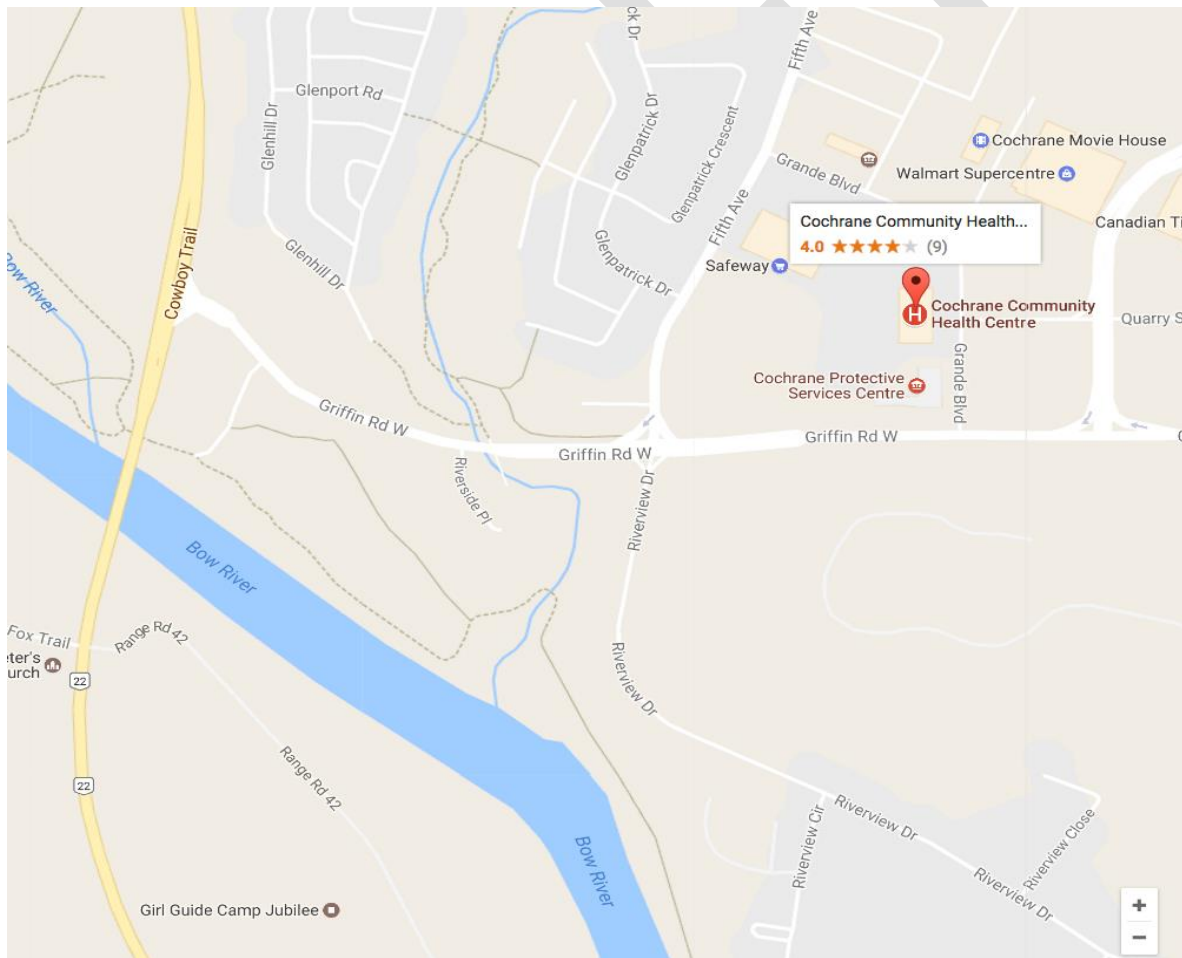 ck Dr
Fifth Ave
Glenport Rd
Glenhill Dr
Glenpatrick Dr
Glenpatrick Crescent
Cochrane Movie House
Grande Blvd
Walmart Supercentre
Cochrane Community Health...
4.0 (9)
Canadian Ti
Fifth Ave
Glenhill Dr
Glenpatrick Dr
Safeway
Bow River
Cowboy Trail
H
Cochrane Community
Health Centre
Quarry S
Grande Blvd
Cochrane Protective
Services Centre
Griffin Rd W
Griffin Rd W
Griffin Rd W
Riverside Pl
Riverview Dr
Bow River
Fox Trail
Range Rd 42
eter's
urch
22
Riverview Dr
Range Rd 42
22
Riverview Cir
Riverview Dr
Riverview Close
Bow River
Riverview Dr
Girl Guide Camp Jubilee
+
−